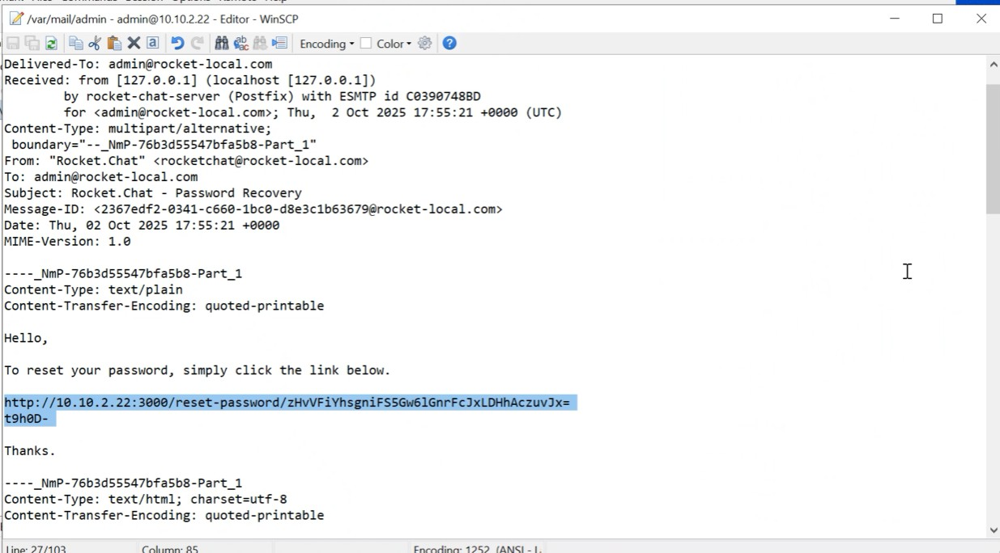 /var/mail/admin - admin@10.10.2.22 - Editor - WinSCP
Encoding Color
Delivered-To: admin@rocket-local.com
Received: from [127.0.0.1] (localhost [127.0.0.1])
by rocket-chat-server (Postfix) with ESMTP id C0390748BD
for <admin@rocket-local.com>; Thu,  2 Oct 2025 17:55:21 +0000 (UTC)
Content-Type: multipart/alternative;
boundary="--_NmP-76b3d55547bfa5b8-Part_1"
From: "Rocket.Chat" <rocketchat@rocket-local.com>
To: admin@rocket-local.com
Subject: Rocket.Chat - Password Recovery
Message-ID: <2367edf2-0341-c660-1bc0-d8e3c1b63679@rocket-local.com>
Date: Thu, 02 Oct 2025 17:55:21 +0000
MIME-Version: 1.0
----_NmP-76b3d55547bfa5b8-Part_1
Content-Type: text/plain
Content-Transfer-Encoding: quoted-printable
Hello,
To reset your password, simply click the link below.
http://10.10.2.22:3000/reset-password/zHvVFiYhsgniFS5Gw6lGnrFcJxLDHhAczuvJx=
t9h0D-
Thanks.
----_NmP-76b3d55547bfa5b8-Part_1
Content-Type: text/html; charset=utf-8
Content-Transfer-Encoding: quoted-printable
Line: 27/103 Column: 85 Encoding: 1252 (ANSI - L